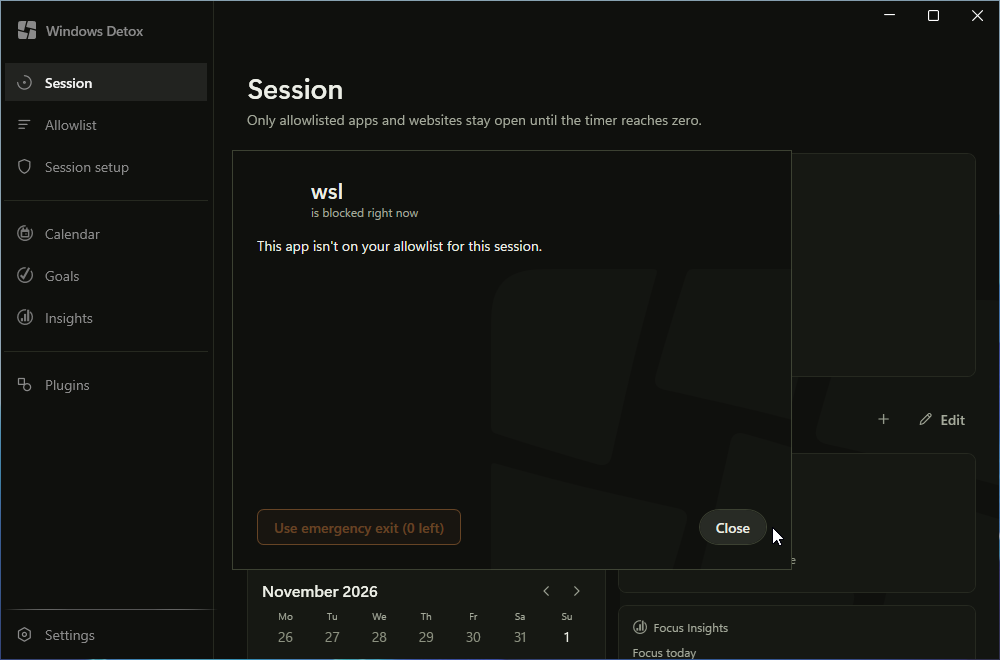 Windows Detox
Session
Allowlist
Session setup
Calendar
Goals
Insights
Plugins
Settings
Session
Only allowlisted apps and websites stay open until the timer reaches zero.
wsl
is blocked right now
This app isn't on your allowlist for this session.
Use emergency exit (0 left)
Close
Edit
November 2026
Mo Tu We Th Fr Sa Su
26 27 28 29 30 31 1
Focus Insights
Focus today